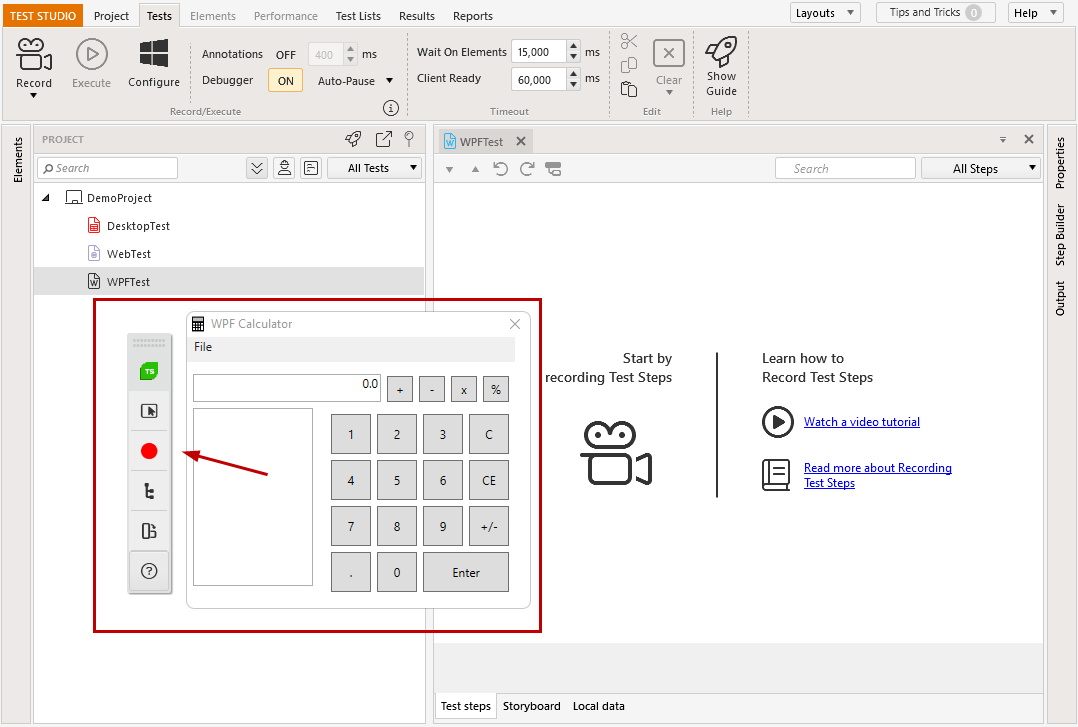 TEST STUDIO Project Tests Elements Performance Test Lists Results Reports Layouts Tips and Tricks 0 Help
Record Execute Configure
Annotations OFF 400 ms
Debugger ON Auto-Pause
Record/Execute
Wait On Elements 15,000 ms
Client Ready 60,000 ms
Timeout
Clear
Edit
Show
Guide
Help
Elements
PROJECT
Search All Tests
DemoProject
DesktopTest
WebTest
W WPFTest
W WPFTest
Search All Steps
Properties
Step Builder
Output
TS
WPF Calculator
File
0.0 + - x %
1 2 3 C
4 5 6 CE
7 8 9 +/-
. 0 Enter
?
Start by
recording Test Steps
Learn how to
Record Test Steps
Watch a video tutorial
Read more about Recording
Test Steps
Test steps Storyboard Local data